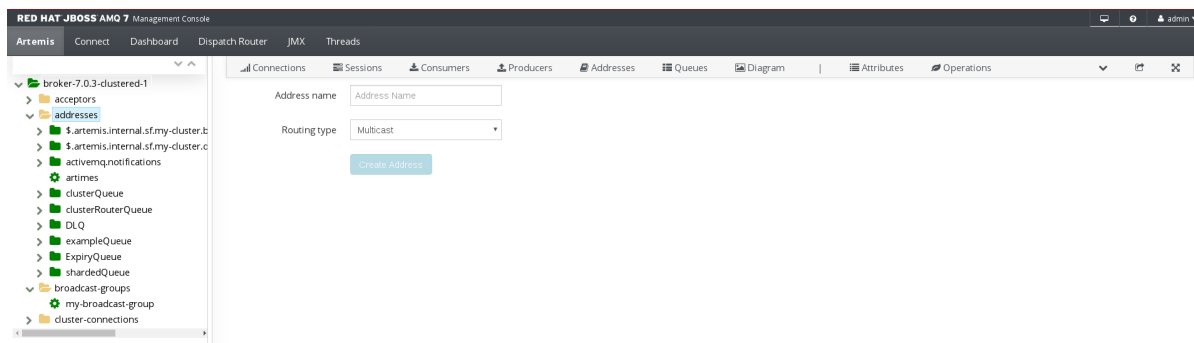 RED HAT JBOSS AMQ 7 Management Console
admin
Artemis Connect Dashboard Dispatch Router JMX Threads
Connections Sessions Consumers Producers Addresses Queues Diagram | Attributes Operations
broker-7.0.3-clustered-1
acceptors
addresses
$.artemis.internal.sf.my-cluster.b
$.artemis.internal.sf.my-cluster.c
activemq.notifications
artimes
clusterQueue
clusterRouterQueue
DLQ
exampleQueue
ExpiryQueue
shardedQueue
broadcast-groups
my-broadcast-group
cluster-connections
Address name Address Name
Routing type Multicast
Create Address